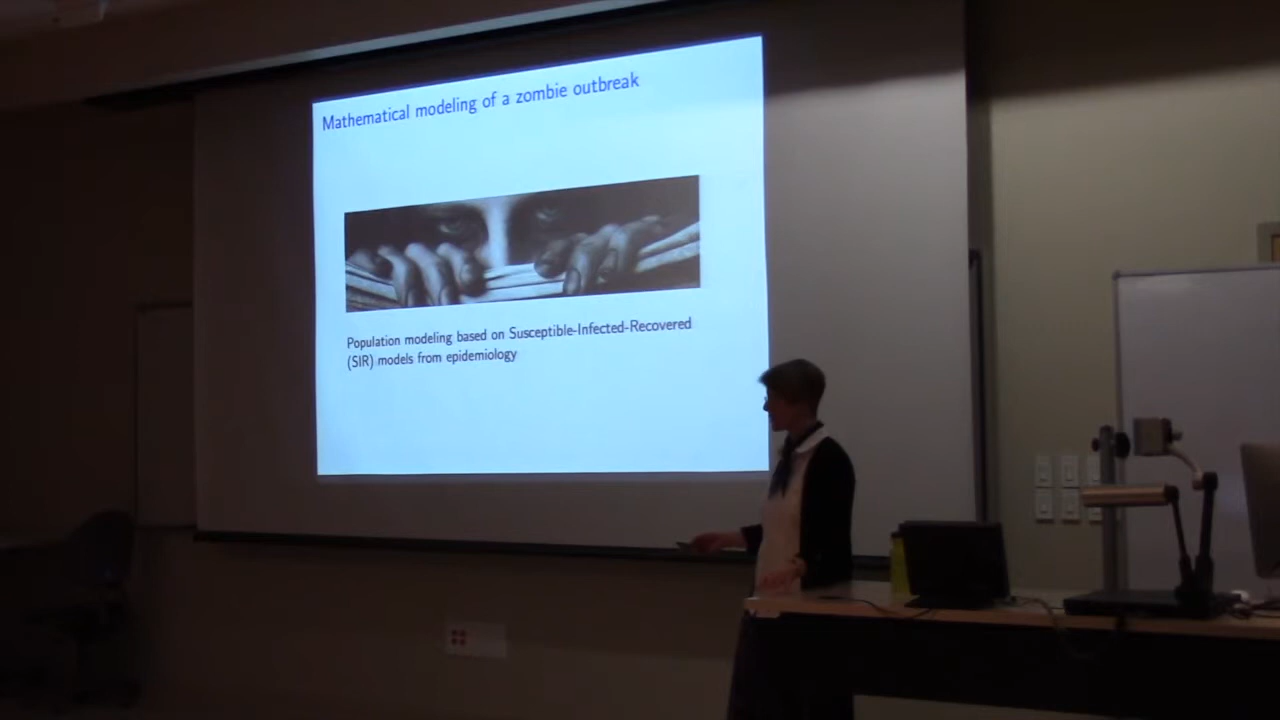 Mathematical modeling of a zombie outbreak
Population modeling based on Susceptible-Infected-Recovered
(SIR) models from epidemiology